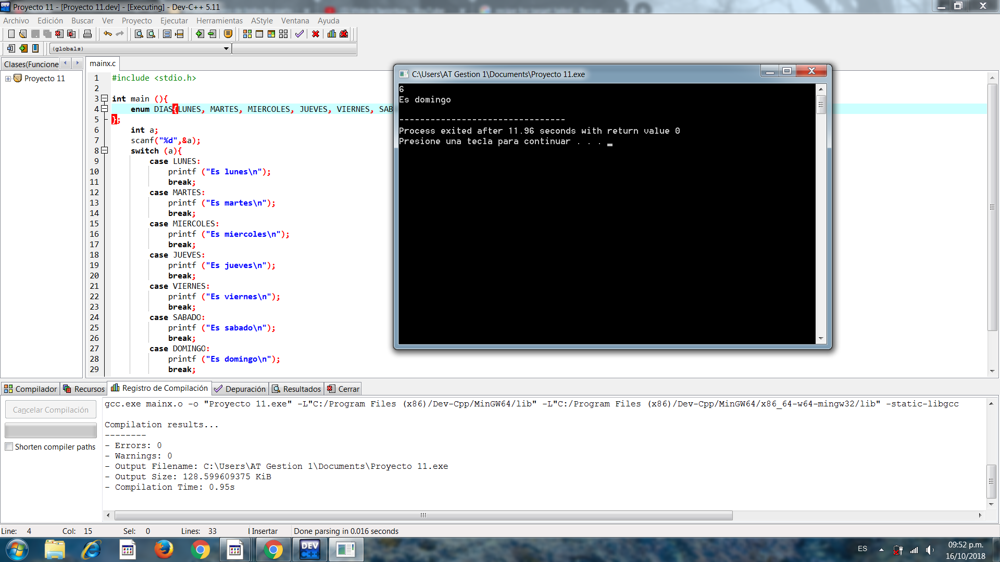 Proyecto 11 - [Proyecto 11.dev] - [Executing] - Dev-C++ 5.11
Archivo Edición Buscar Ver Proyecto Ejecutar Herramientas AStyle Ventana Ayuda
(globals)
Clases(Funcione
mainx.c
Proyecto 11
1 #include <stdio.h>
2
3 int main (){
4 enum DIAS{LUNES, MARTES, MIERCOLES, JUEVES, VIERNES, SAB
5 };
6 int a;
7 scanf("%d",&a);
8 switch (a){
9 case LUNES:
10 printf ("Es lunes\n");
11 break;
12 case MARTES:
13 printf ("Es martes\n");
14 break;
15 case MIERCOLES:
16 printf ("Es miercoles\n");
17 break;
18 case JUEVES:
19 printf ("Es jueves\n");
20 break;
21 case VIERNES:
22 printf ("Es viernes\n");
23 break;
24 case SABADO:
25 printf ("Es sabado\n");
26 break;
27 case DOMINGO:
28 printf ("Es domingo\n");
29 break;
C:\Users\AT Gestion 1\Documents\Proyecto 11.exe
6
Es domingo
--------------------------------
Process exited after 11.96 seconds with return value 0
Presione una tecla para continuar . . .
Compilador Recursos Registro de Compilación Depuración Resultados Cerrar
Cancelar Compilación
Shorten compiler paths
gcc.exe mainx.o -o "Proyecto 11.exe" -L"C:/Program Files (x86)/Dev-Cpp/MinGW64/lib" -L"C:/Program Files (x86)/Dev-Cpp/MinGW64/x86_64-w64-mingw32/lib" -static-libgcc
Compilation results...
--------
- Errors: 0
- Warnings: 0
- Output Filename: C:\Users\AT Gestion 1\Documents\Proyecto 11.exe
- Output Size: 128.599609375 KiB
- Compilation Time: 0.95s
Line: 4 Col: 15 Sel: 0 Lines: 33 Insertar Done parsing in 0.016 seconds
DEV C++
ES
09:52 p.m.
16/10/2018